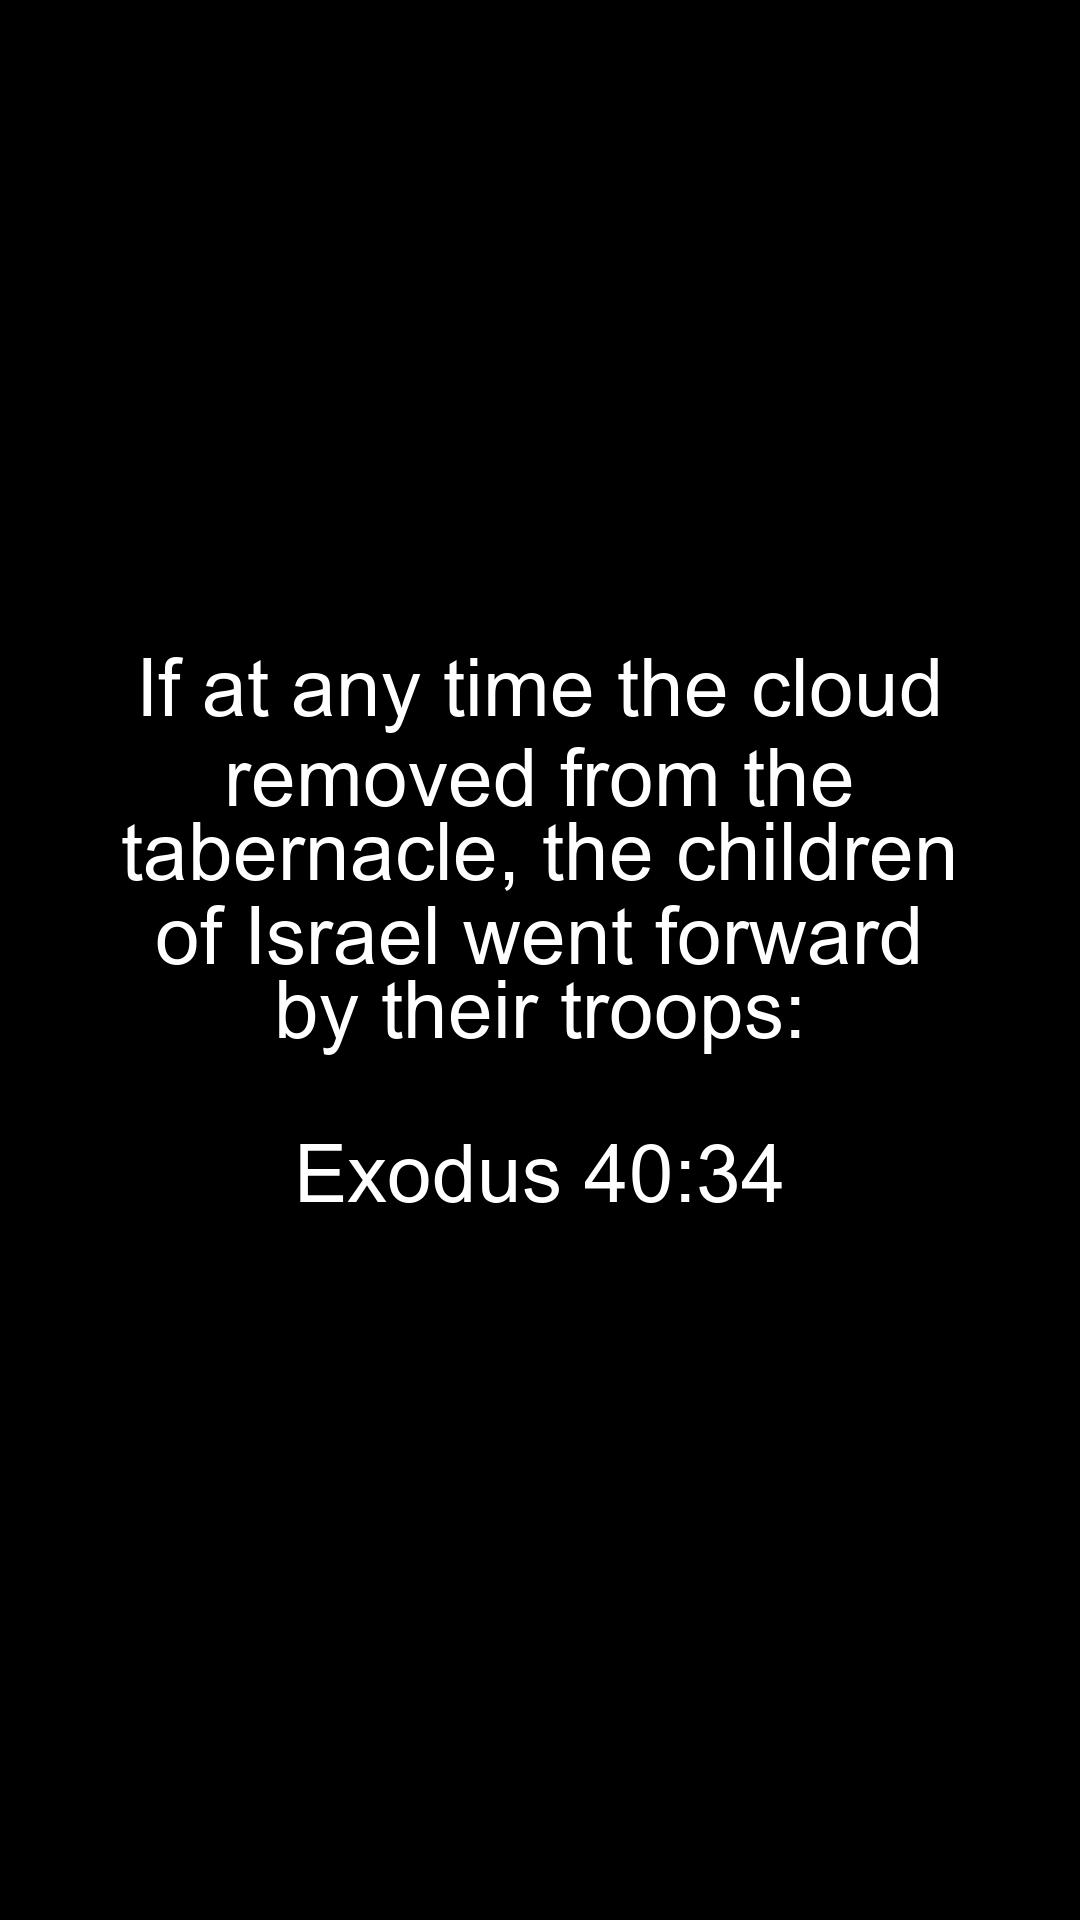 If at any time the cloud
removed from the
tabernacle, the children
of Israel went forward
by their troops:
Exodus 40:34